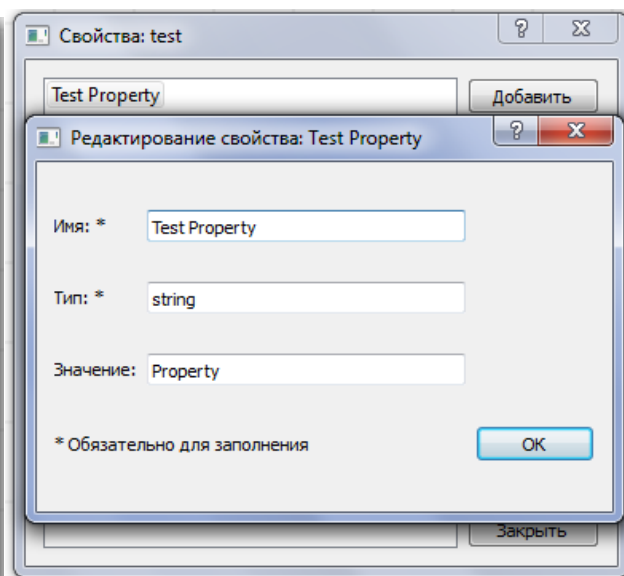 Свойства: test
Test Property
Добавить
Редактирование свойства: Test Property
Имя: *
Test Property
Тип: *
string
Значение:
Property
* Обязательно для заполнения
OK
Закрыть